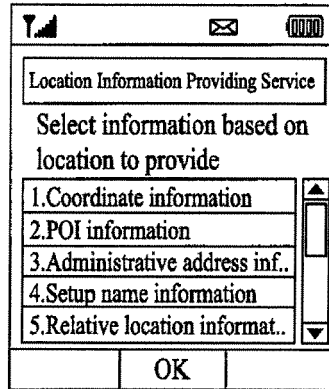 Location Information Providing Service
Select information based on
location to provide
1.Coordinate information
2.POI information
3.Administrative address inf..
4.Setup name information
5.Relative location informat..
OK